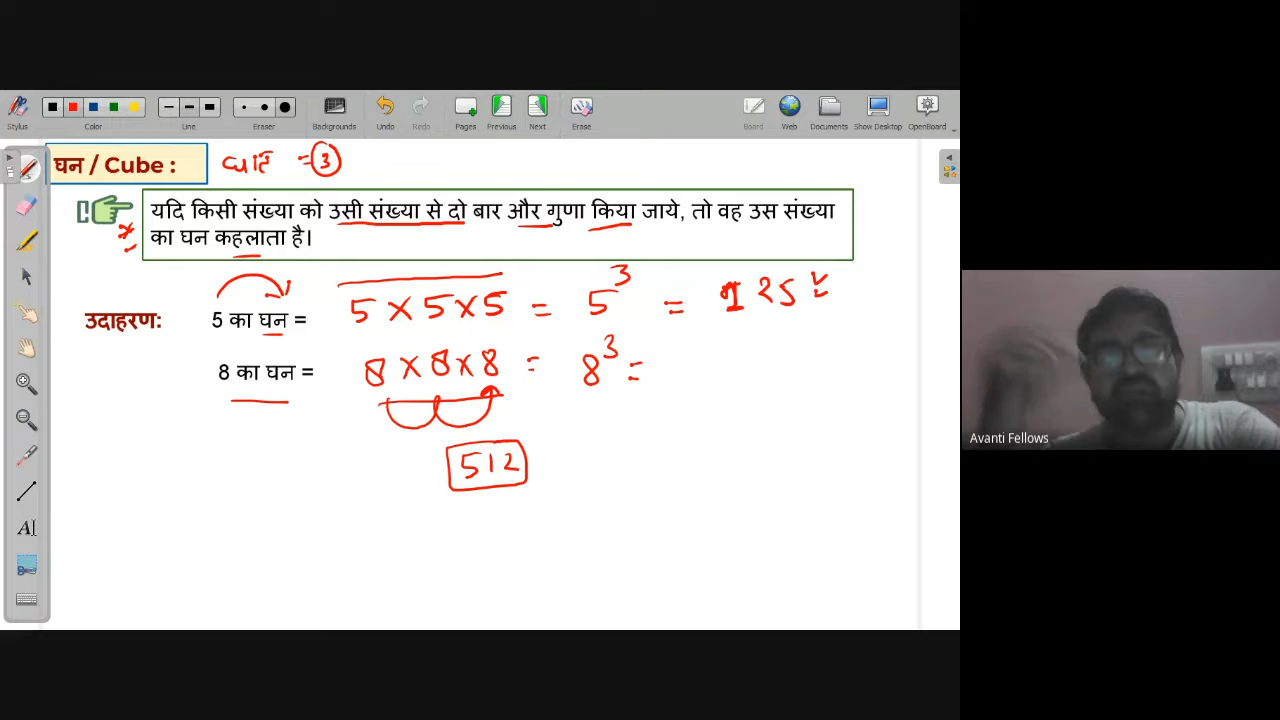 Stylus Color Line Eraser Backgrounds Undo Redo Pages Previous Next Erase Board Web Documents Show Desktop OpenBoard
घन / Cube : घात = 3
यदि किसी संख्या को उसी संख्या से दो बार और गुणा किया जाये, तो वह उस संख्या
का घन कहलाता है।
उदाहरण: 5 का घन = 5 × 5 × 5 = 5³ = 125
8 का घन = 8 × 8 × 8 = 8³ =
512
Avanti Fellows